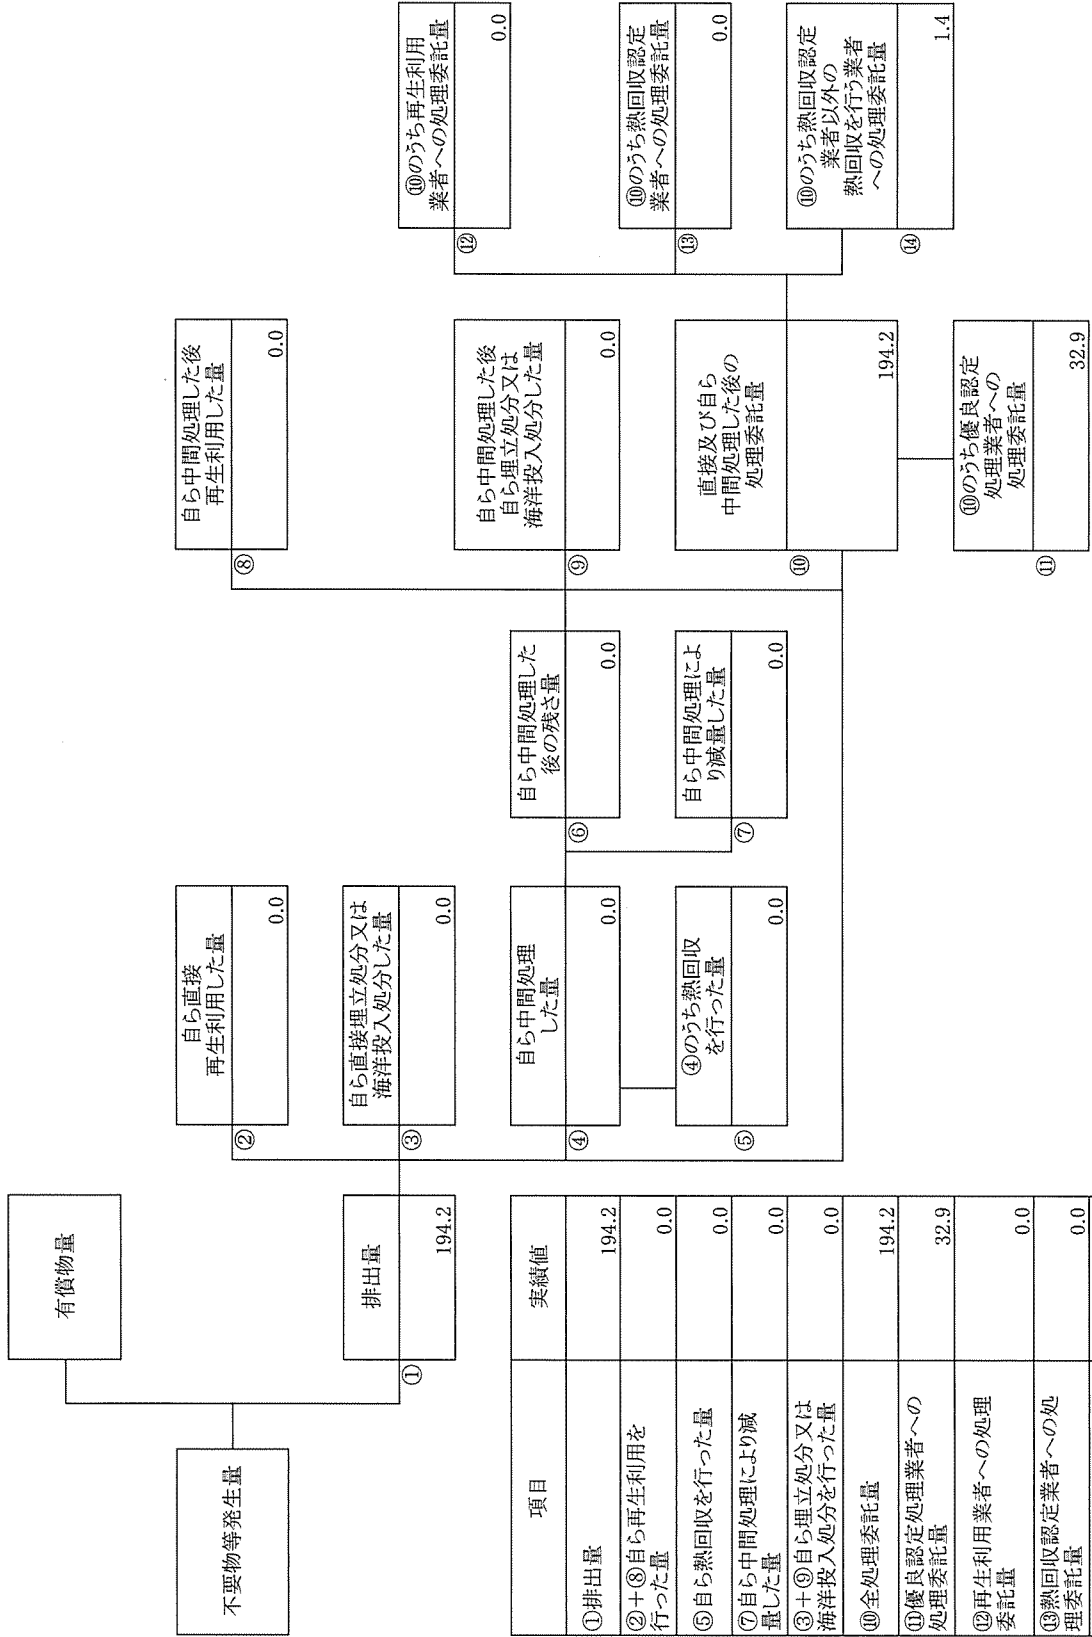 不要物等発生量
有償物量
排出量
①
194.2
自ら直接
再生利用した量
②
0.0
自ら直接埋立処分又は
海洋投入処分した量
③
0.0
自ら中間処理
した量
④
0.0
④のうち熱回収
を行った量
⑤
0.0
自ら中間処理した
後の残さ量
⑥
0.0
自ら中間処理によ
り減量した量
⑦
0.0
自ら中間処理した後
再生利用した量
⑧
0.0
自ら中間処理した後
自ら埋立処分又は
海洋投入処分した量
⑨
0.0
直接及び自ら
中間処理した後の
処理委託量
⑩
194.2
⑩のうち優良認定
処理業者への
処理委託量
⑪
32.9
⑩のうち再生利用
業者への処理委託量
⑫
0.0
⑩のうち熱回収認定
業者への処理委託量
⑬
0.0
⑩のうち熱回収認定
業者以外の
熱回収を行う業者
への処理委託量
⑭
1.4
項目 実績値
①排出量 194.2
②+⑧自ら再生利用を
行った量 0.0
⑤自ら熱回収を行った量 0.0
⑦自ら中間処理により減
量した量 0.0
③+⑨自ら埋立処分又は
海洋投入処分を行った量 0.0
⑩全処理委託量 194.2
⑪優良認定処理業者への
処理委託量 32.9
⑫再生利用業者への処理
委託量 0.0
⑬熱回収認定業者への処
理委託量 0.0